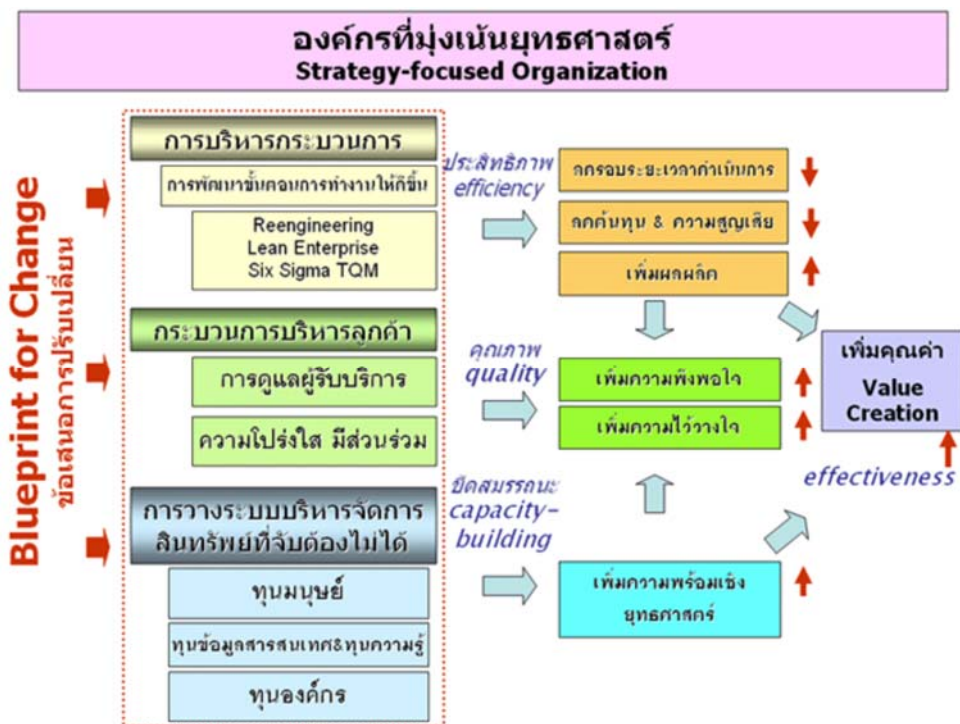 องค์กรที่มุ่งเน้นยุทธศาสตร์
Strategy-focused Organization
Blueprint for Change
ข้อเสนอการปรับเปลี่ยน
การบริหารกระบวนการ
การพัฒนาขั้นตอนการทำงานให้ดีขึ้น
Reengineering
Lean Enterprise
Six Sigma TQM
ประสิทธิภาพ
efficiency
ลดรอบระยะเวลาดำเนินการ
ลดต้นทุน & ความสูญเสีย
เพิ่มผลผลิต
กระบวนการบริหารลูกค้า
การดูแลผู้รับบริการ
ความโปร่งใส มีส่วนร่วม
คุณภาพ
quality
เพิ่มความพึงพอใจ
เพิ่มความไว้วางใจ
เพิ่มคุณค่า
Value
Creation
effectiveness
การวางระบบบริหารจัดการ
สินทรัพย์ที่จับต้องไม่ได้
ทุนมนุษย์
ทุนข้อมูลสารสนเทศ&ทุนความรู้
ทุนองค์กร
ขีดสมรรถนะ
capacity-
building
เพิ่มความพร้อมเชิง
ยุทธศาสตร์